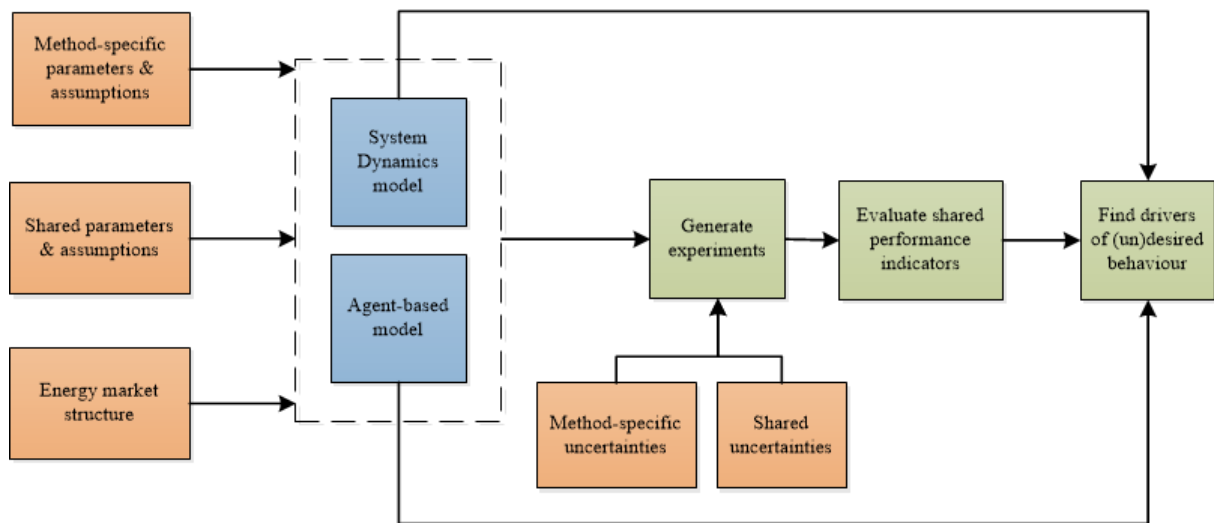 Method-specific
parameters &
assumptions
Shared parameters
& assumptions
Energy market
structure
System
Dynamics
model
Agent-based
model
Generate
experiments
Method-specific
uncertainties
Shared
uncertainties
Evaluate shared
performance
indicators
Find drivers
of (un)desired
behaviour